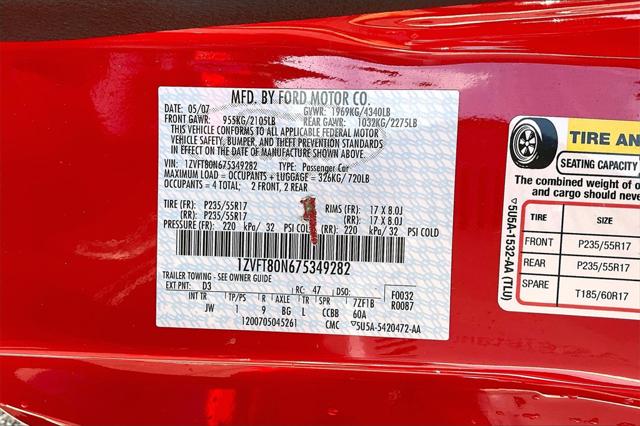 MFD. BY FORD MOTOR CO.
DATE: 05/07 GVWR: 1969KG/4340LB
FRONT GAWR: 955KG/2105LB REAR GAWR: 1032KG/2275LB
THIS VEHICLE CONFORMS TO ALL APPLICABLE FEDERAL MOTOR
VEHICLE SAFETY, BUMPER, AND THEFT PREVENTION STANDARDS
IN EFFECT ON THE DATE OF MANUFACTURE SHOWN ABOVE.
VIN: 1ZVFT80N675349282 TYPE: Passenger Car
MAXIMUM LOAD = OCCUPANTS + LUGGAGE = 326KG/720LB
OCCUPANTS = 4 TOTAL: 2 FRONT, 2 REAR
TIRE (FR): P235/55R17 RIMS (FR): 17 X 8.0J
(RR): P235/55R17 (RR): 17 X 8.0J
PRESSURE (FR): 220 kPa/ 32 PSI COLD (RR): 220 kPa/ 32 PSI COLD
1ZVFT80N675349282
TRAILER TOWING - SEE OWNER GUIDE
EXT PNT: D3 RC: 47 DSO: F0032
INT TR TP/PS R AXLE TR SPR 7ZF1B R0087
JW 1 9 BG L CCBB 60A
1200705045261 CMC ▽5U5A-5420472-AA
TIRE AN
SEATING CAPACITY
The combined weight of o
and cargo should never
TIRE SIZE
FRONT P235/55R17
REAR P235/55R17
SPARE T185/60R17
▽5U5A-1532-AA (TLU)